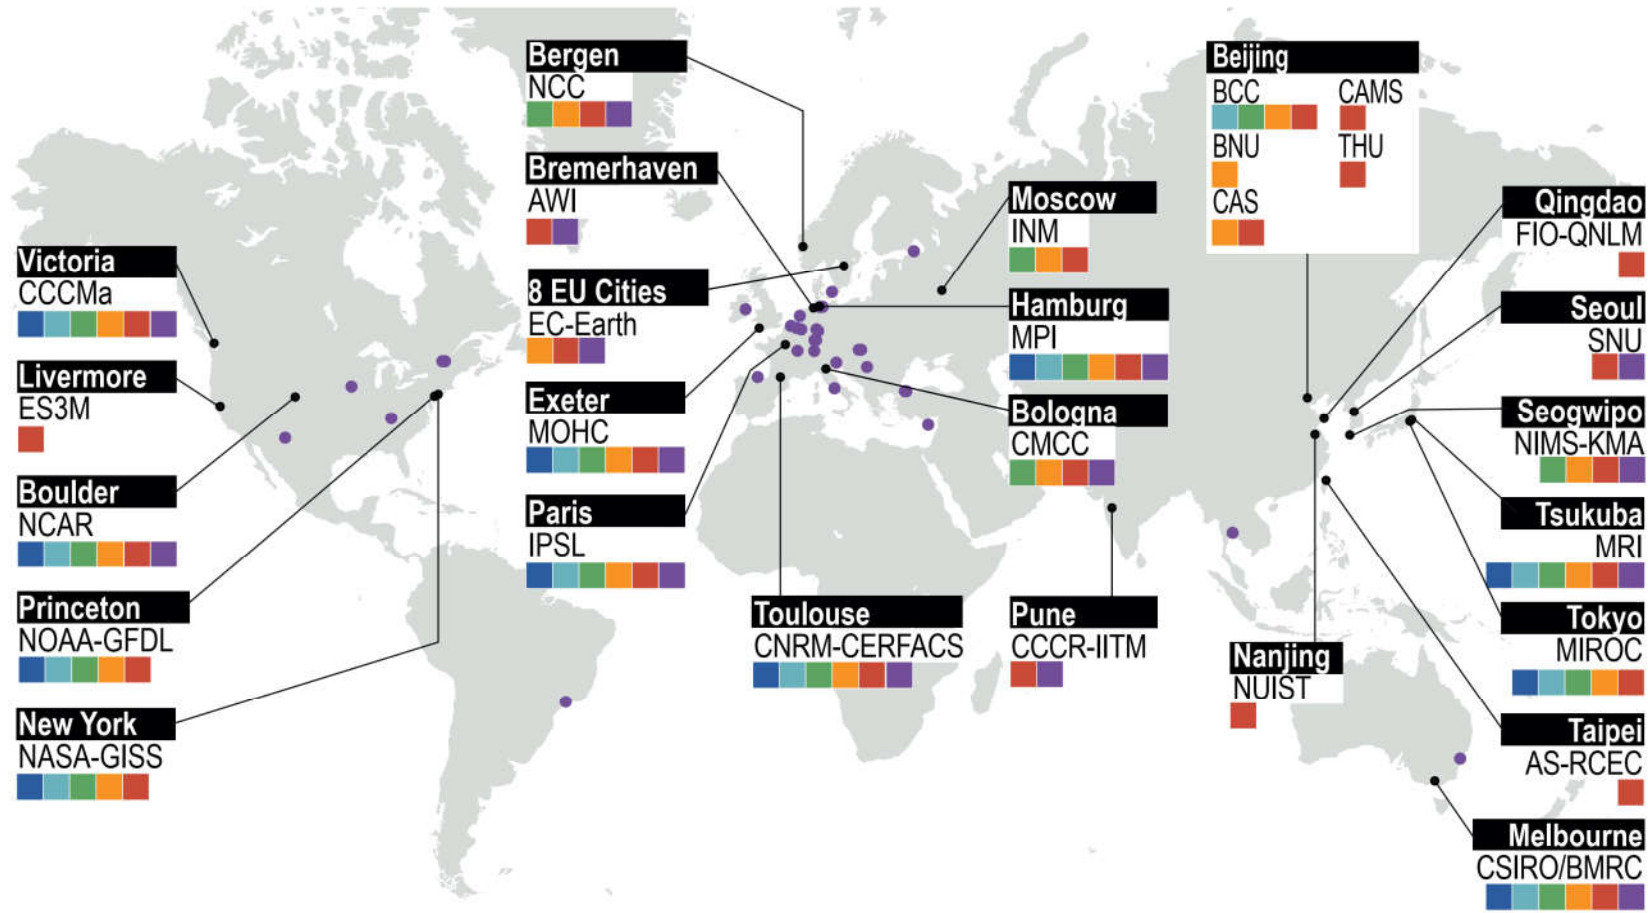 Bergen
NCC
Bremerhaven
AWI
8 EU Cities
EC-Earth
Exeter
MOHC
Paris
IPSL
Victoria
CCCMa
Livermore
ES3M
Boulder
NCAR
Princeton
NOAA-GFDL
New York
NASA-GISS
Moscow
INM
Hamburg
MPI
Bologna
CMCC
Toulouse
CNRM-CERFACS
Pune
CCCR-IITM
Beijing
BCC CAMS
BNU THU
CAS
Nanjing
NUIST
Qingdao
FIO-QNLM
Seoul
SNU
Seogwipo
NIMS-KMA
Tsukuba
MRI
Tokyo
MIROC
Taipei
AS-RCEC
Melbourne
CSIRO/BMRC